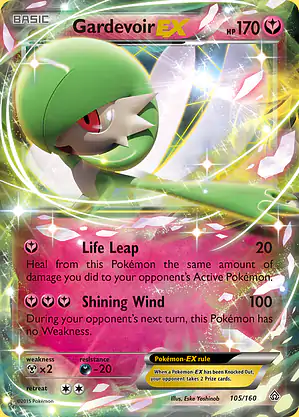 BASIC
Gardevoir EX HP 170
Life Leap 20
Heal from this Pokémon the same amount of
damage you did to your opponent's Active Pokémon.
Shining Wind 100
During your opponent's next turn, this Pokémon has
no Weakness.
weakness resistance
×2 -20
retreat
Pokémon-EX rule
When a Pokémon-EX has been Knocked Out,
your opponent takes 2 Prize cards.
©2015 Pokémon
Illus. Eske Yoshinob
105/160